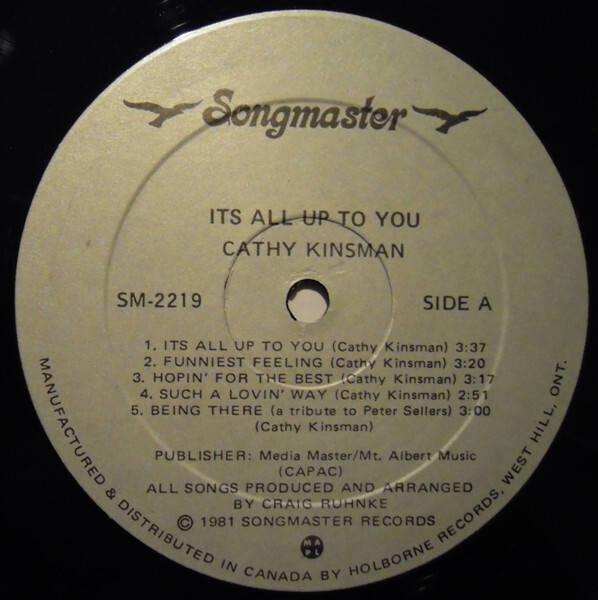 Songmaster
ITS ALL UP TO YOU
CATHY KINSMAN
SM-2219
SIDE A
1. ITS ALL UP TO YOU (Cathy Kinsman) 3:37
2. FUNNIEST FEELING (Cathy Kinsman) 3:20
3. HOPIN' FOR THE BEST (Cathy Kinsman) 3:17
4. SUCH A LOVIN' WAY (Cathy Kinsman) 2:51
5. BEING THERE (a tribute to Peter Sellers) 3:00
(Cathy Kinsman)
PUBLISHER: Media Master/Mt. Albert Music
(CAPAC)
ALL SONGS PRODUCED AND ARRANGED
BY CRAIG RUHNKE
© 1981 SONGMASTER RECORDS
M A P L
MANUFACTURED & DISTRIBUTED IN CANADA BY HOLBORNE RECORDS, WEST HILL, ONT.